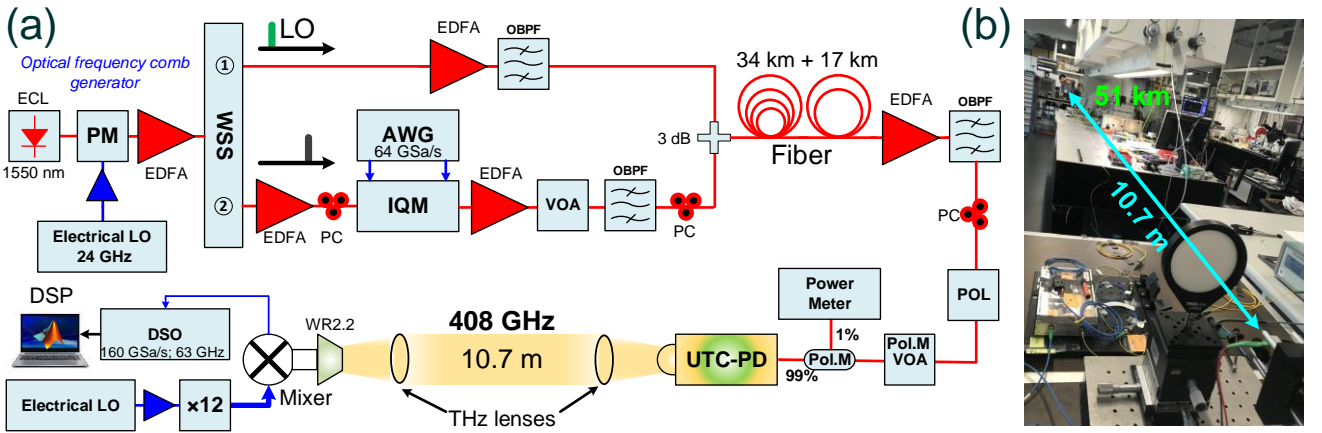 (a)
Optical frequency comb
generator
ECL
1550 nm
PM
EDFA
Electrical LO
24 GHz
WSS
①
②
LO
EDFA
OBPF
EDFA
PC
AWG
64 GSa/s
IQM
EDFA
VOA
OBPF
PC
3 dB
34 km + 17 km
Fiber
EDFA
OBPF
PC
POL
Pol.M
VOA
Power
Meter
1%
Pol.M
99%
UTC-PD
408 GHz
10.7 m
THz lenses
WR2.2
Mixer
DSP
DSO
160 GSa/s; 63 GHz
Electrical LO
×12
(b)
51 km
10.7 m